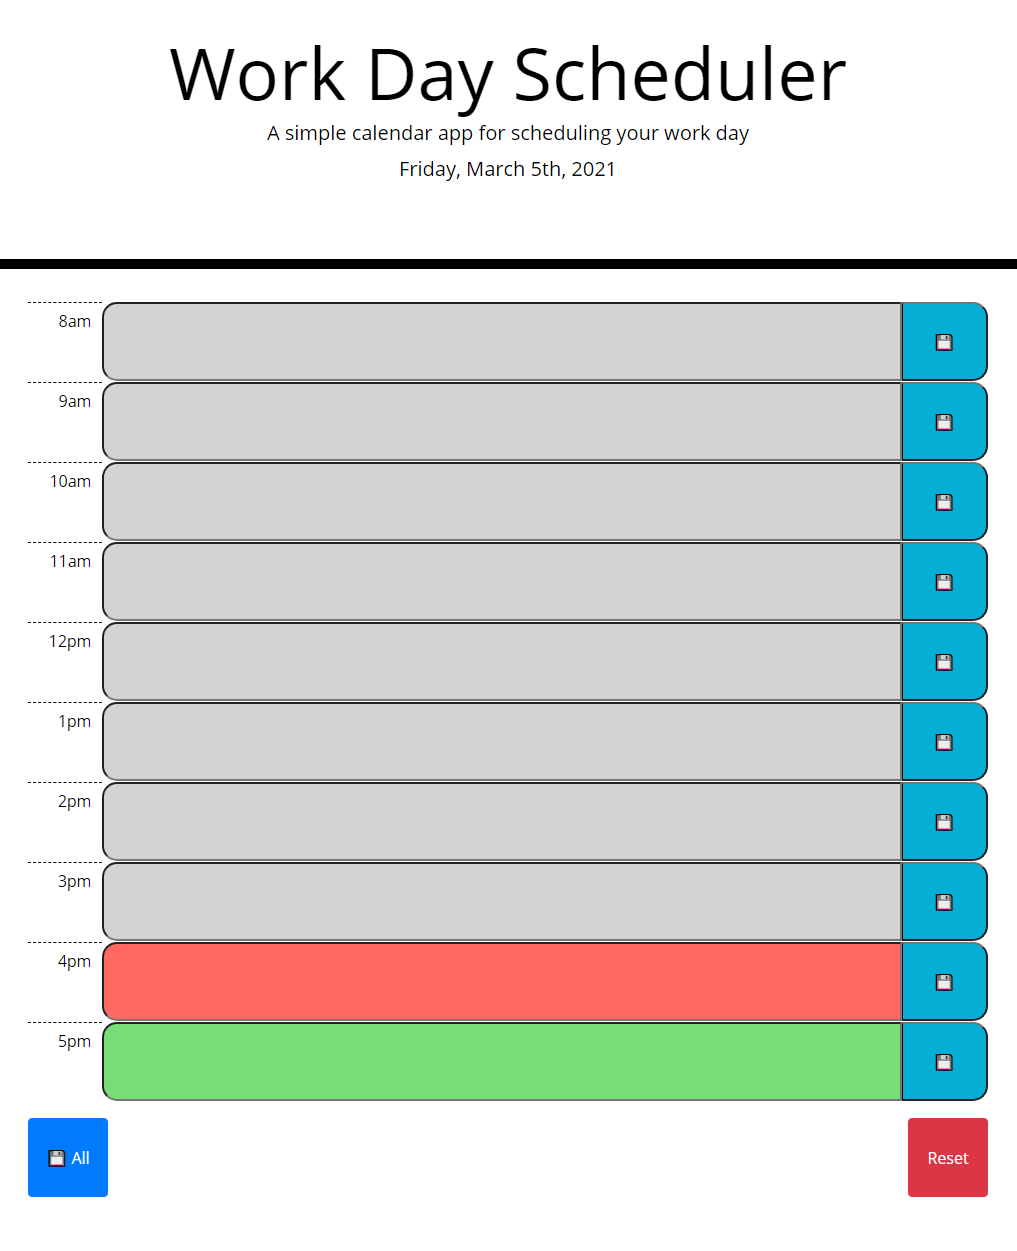 Work Day Scheduler
A simple calendar app for scheduling your work day
Friday, March 5th, 2021
8am
9am
10am
11am
12pm
1pm
2pm
3pm
4pm
5pm
💾 All
Reset